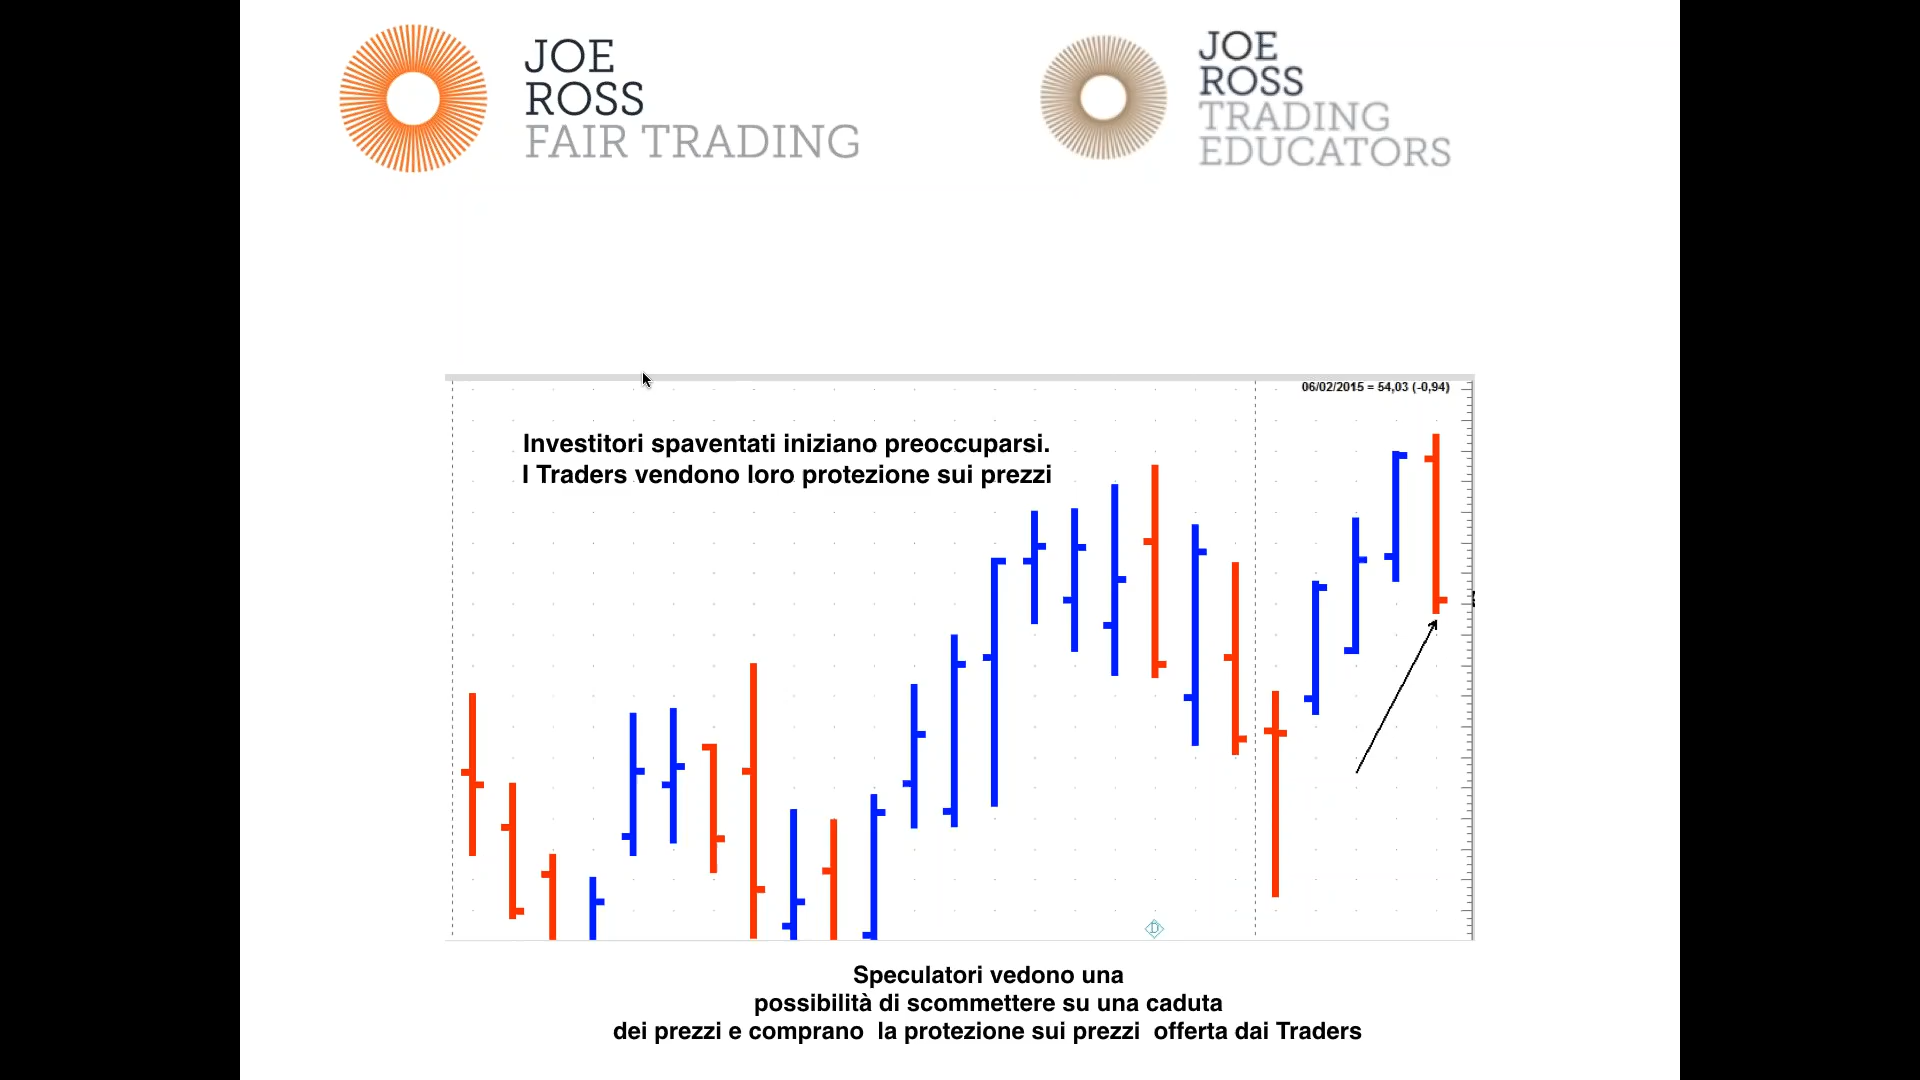 JOE
ROSS
FAIR TRADING
JOE
ROSS
TRADING
EDUCATORS
06/02/2015 = 54,03 (-0,94)
Investitori spaventati iniziano preoccuparsi.
I Traders vendono loro protezione sui prezzi
D
Speculatori vedono una
possibilità di scommettere su una caduta
dei prezzi e comprano la protezione sui prezzi offerta dai Traders